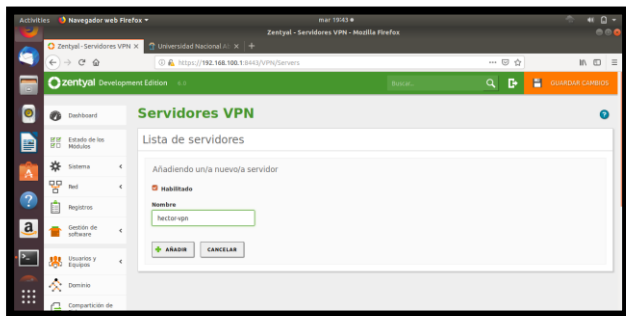 Activities Navegador web Firefox mar 19:43
Zentyal - Servidores VPN - Mozilla Firefox
Zentyal - Servidores VPN × Universidad Nacional × +
https://192.168.100.1:8443/VPN/Servers
zentyal Development Edition
Buscar...
GUARDAR CAMBIOS
Dashboard
Servidores VPN
Estado de los Módulos
Lista de servidores
Sistema
Añadiendo un/a nuevo/a servidor
Red
Habilitado
Registros
Nombre
hector-vpn
Gestión de software
AÑADIR CANCELAR
Usuarios y Equipos
Dominio
Compartición de